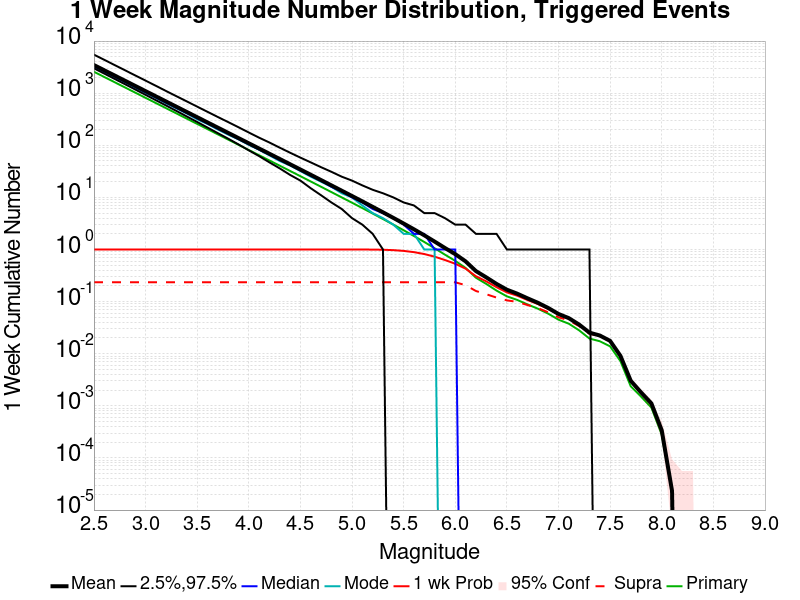 1 Week Magnitude Number Distribution, Triggered Events
1 Week Cumulative Number
10^4
10^3
10^2
10^1
10^0
10^-1
10^-2
10^-3
10^-4
10^-5
2.5 3.0 3.5 4.0 4.5 5.0 5.5 6.0 6.5 7.0 7.5 8.0 8.5 9.0
Magnitude
Mean 2.5%,97.5% Median Mode 1 wk Prob 95% Conf Supra Primary